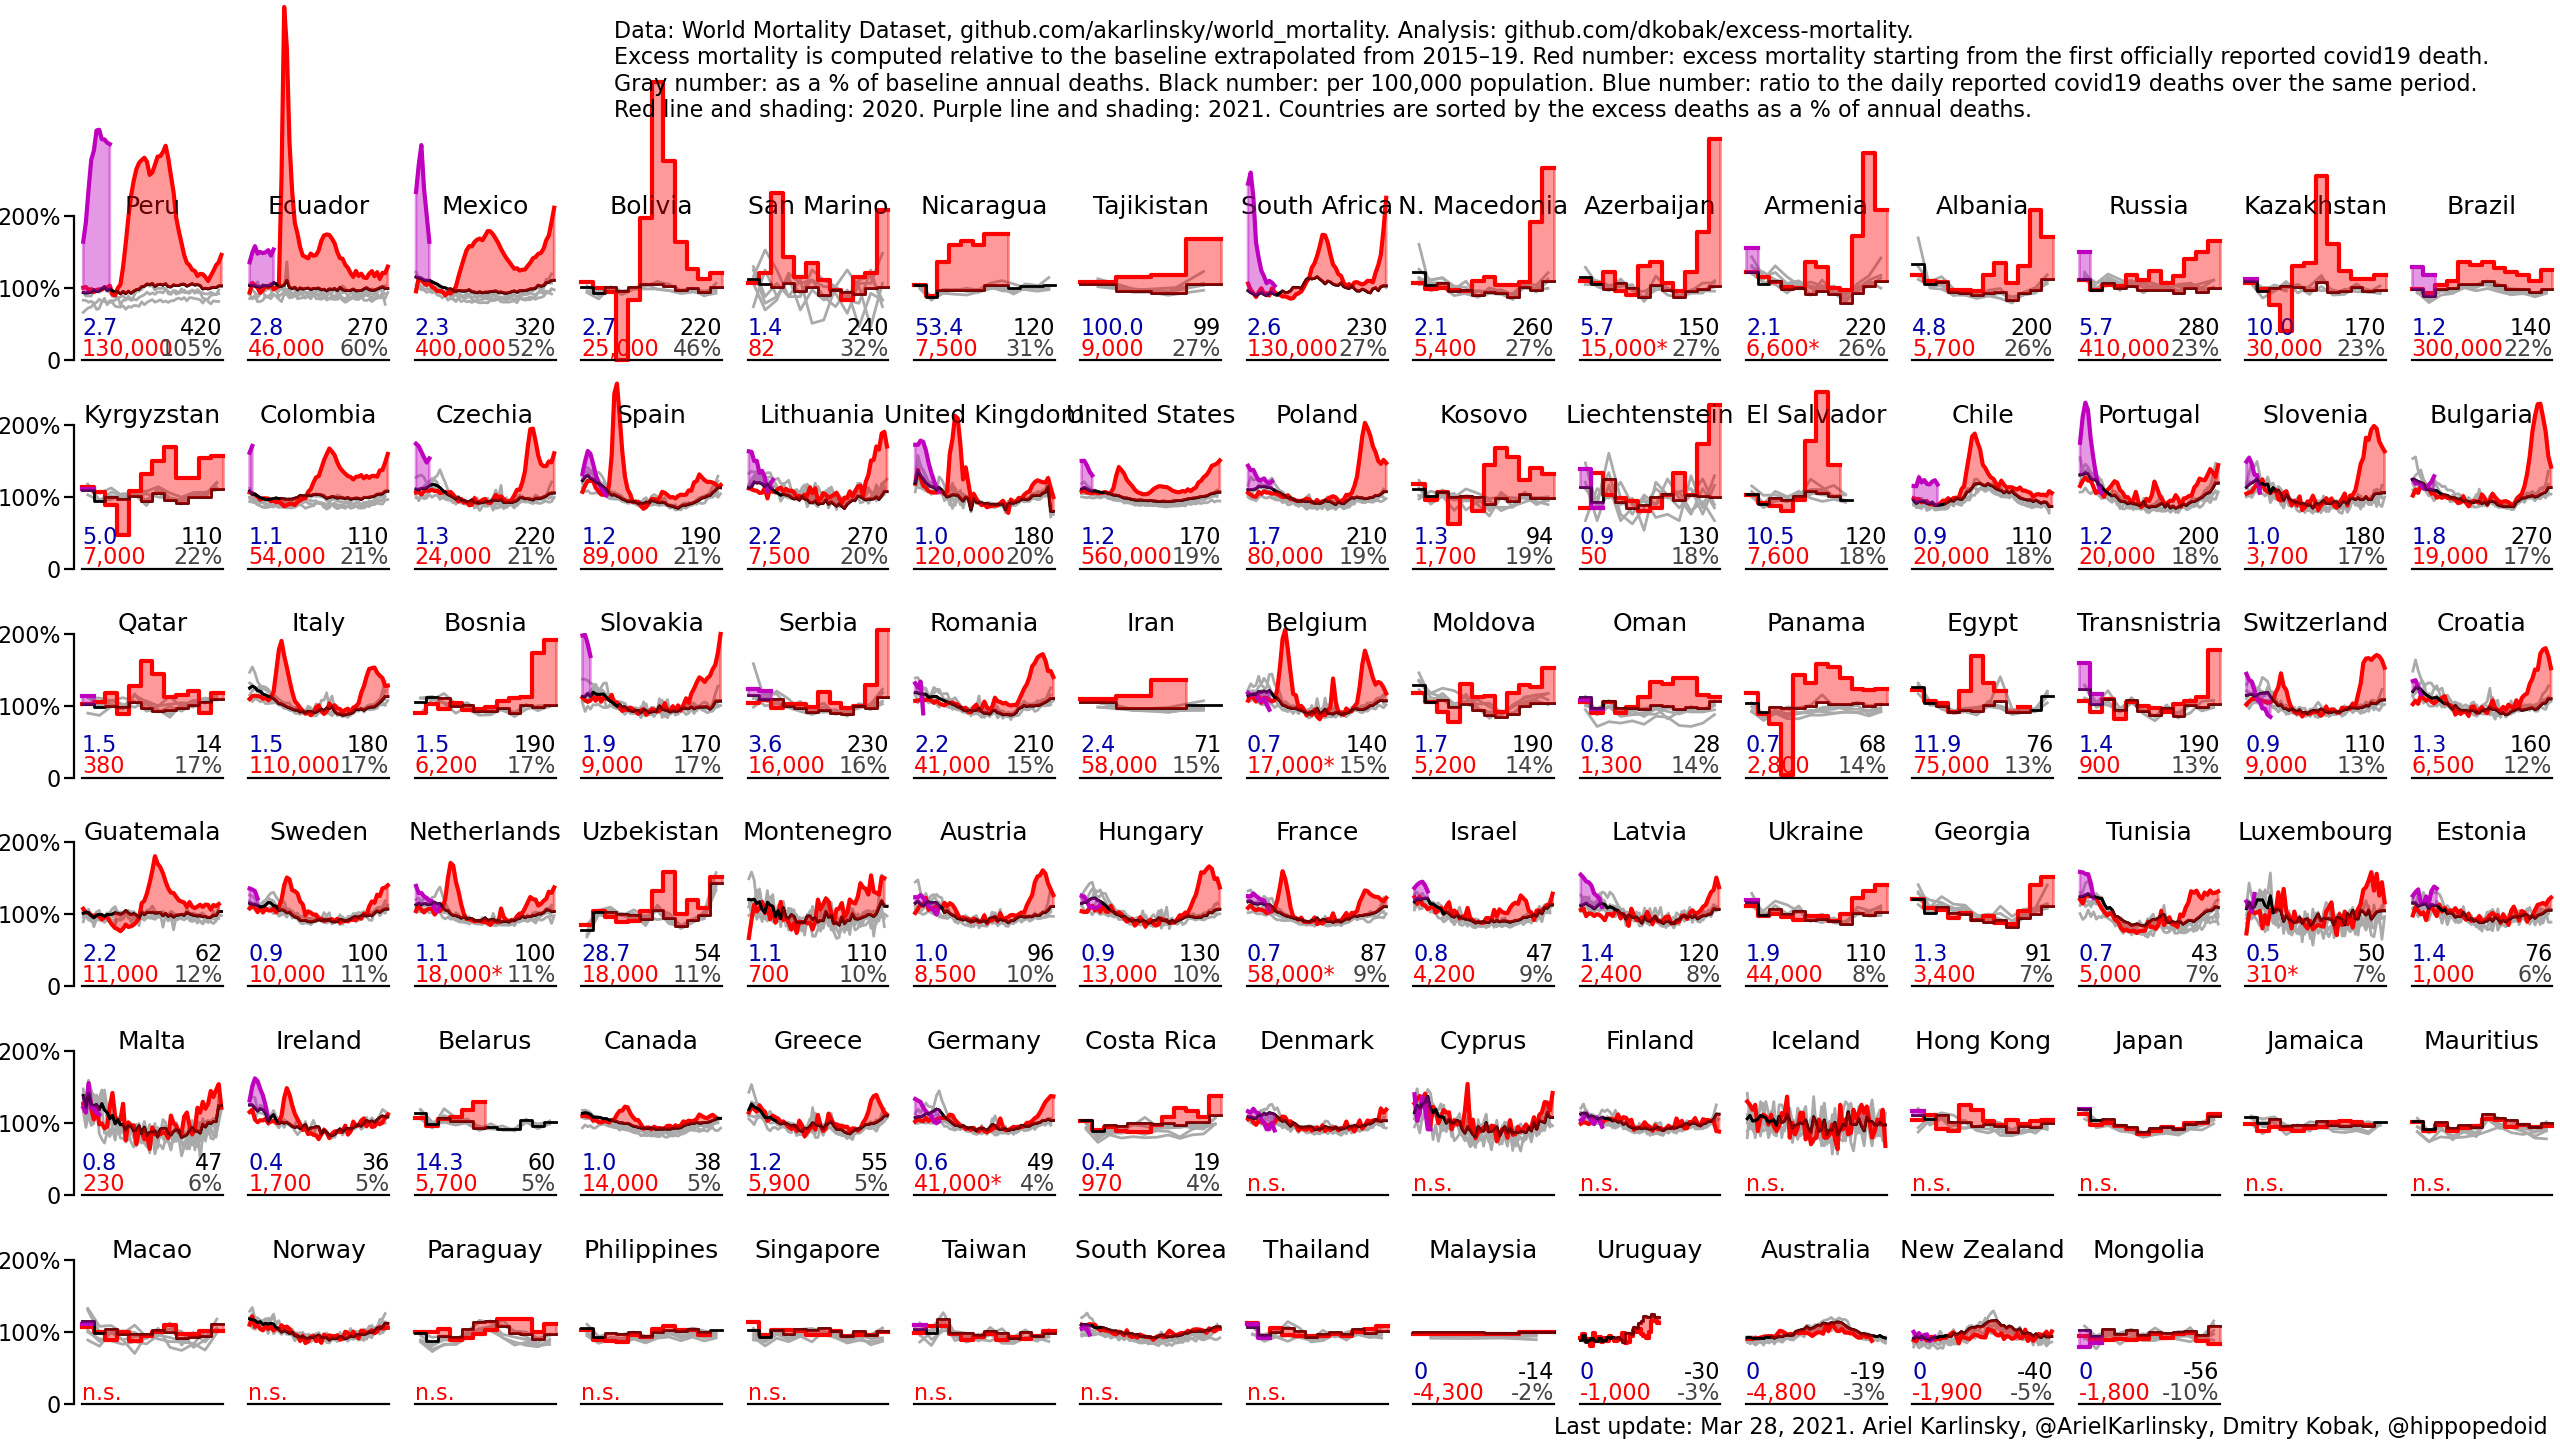 Data: World Mortality Dataset, github.com/akarlinsky/world_mortality. Analysis: github.com/dkobak/excess-mortality.
Excess mortality is computed relative to the baseline extrapolated from 2015–19. Red number: excess mortality starting from the first officially reported covid19 death.
Gray number: as a % of baseline annual deaths. Black number: per 100,000 population. Blue number: ratio to the daily reported covid19 deaths over the same period.
Red line and shading: 2020. Purple line and shading: 2021. Countries are sorted by the excess deaths as a % of annual deaths.
Peru Ecuador Mexico Bolivia San Marino Nicaragua Tajikistan South Africa N. Macedonia Azerbaijan Armenia Albania Russia Kazakhstan Brazil
200%
100%
2.7 420 2.8 270 2.3 320 2.7 220 1.4 240 53.4 120 100.0 99 2.6 230 2.1 260 5.7 150 2.1 220 4.8 200 5.7 280 10.0 170 1.2 140
0 130,000 105% 46,000 60% 400,000 52% 25,000 46% 82 32% 7,500 31% 9,000 27% 130,000 27% 5,400 27% 15,000* 27% 6,600* 26% 5,700 26% 410,000 23% 30,000 23% 300,000 22%
Kyrgyzstan Colombia Czechia Spain Lithuania United Kingdom United States Poland Kosovo Liechtenstein El Salvador Chile Portugal Slovenia Bulgaria
200%
100%
5.0 110 1.1 110 1.3 220 1.2 190 2.2 270 1.0 180 1.2 170 1.7 210 1.3 94 0.9 130 10.5 120 0.9 110 1.2 200 1.0 180 1.8 270
0 7,000 22% 54,000 21% 24,000 21% 89,000 21% 7,500 20% 120,000 20% 560,000 19% 80,000 19% 1,700 19% 50 18% 7,600 18% 20,000 18% 20,000 18% 3,700 17% 19,000 17%
Qatar Italy Bosnia Slovakia Serbia Romania Iran Belgium Moldova Oman Panama Egypt Transnistria Switzerland Croatia
200%
100%
1.5 14 1.5 180 1.5 190 1.9 170 3.6 230 2.2 210 2.4 71 0.7 140 1.7 190 0.8 28 0.7 68 11.9 76 1.4 190 0.9 110 1.3 160
0 380 17% 110,000 17% 6,200 17% 9,000 17% 16,000 16% 41,000 15% 58,000 15% 17,000* 15% 5,200 14% 1,300 14% 2,800 14% 75,000 13% 900 13% 9,000 13% 6,500 12%
Guatemala Sweden Netherlands Uzbekistan Montenegro Austria Hungary France Israel Latvia Ukraine Georgia Tunisia Luxembourg Estonia
200%
100%
2.2 62 0.9 100 1.1 100 28.7 54 1.1 110 1.0 96 0.9 130 0.7 87 0.8 47 1.4 120 1.9 110 1.3 91 0.7 43 0.5 50 1.4 76
0 11,000 12% 10,000 11% 18,000* 11% 18,000 11% 700 10% 8,500 10% 13,000 10% 58,000* 9% 4,200 9% 2,400 8% 44,000 8% 3,400 7% 5,000 7% 310* 7% 1,000 6%
Malta Ireland Belarus Canada Greece Germany Costa Rica Denmark Cyprus Finland Iceland Hong Kong Japan Jamaica Mauritius
200%
100%
0.8 47 0.4 36 14.3 60 1.0 38 1.2 55 0.6 49 0.4 19
0 230 6% 1,700 5% 5,700 5% 14,000 5% 5,900 5% 41,000* 4% 970 4% n.s. n.s. n.s. n.s. n.s. n.s. n.s. n.s.
Macao Norway Paraguay Philippines Singapore Taiwan South Korea Thailand Malaysia Uruguay Australia New Zealand Mongolia
200%
100%
0 -14 0 -30 0 -19 0 -40 0 -56
0 n.s. n.s. n.s. n.s. n.s. n.s. n.s. n.s. -4,300 -2% -1,000 -3% -4,800 -3% -1,900 -5% -1,800 -10%
Last update: Mar 28, 2021. Ariel Karlinsky, @ArielKarlinsky, Dmitry Kobak, @hippopedoid